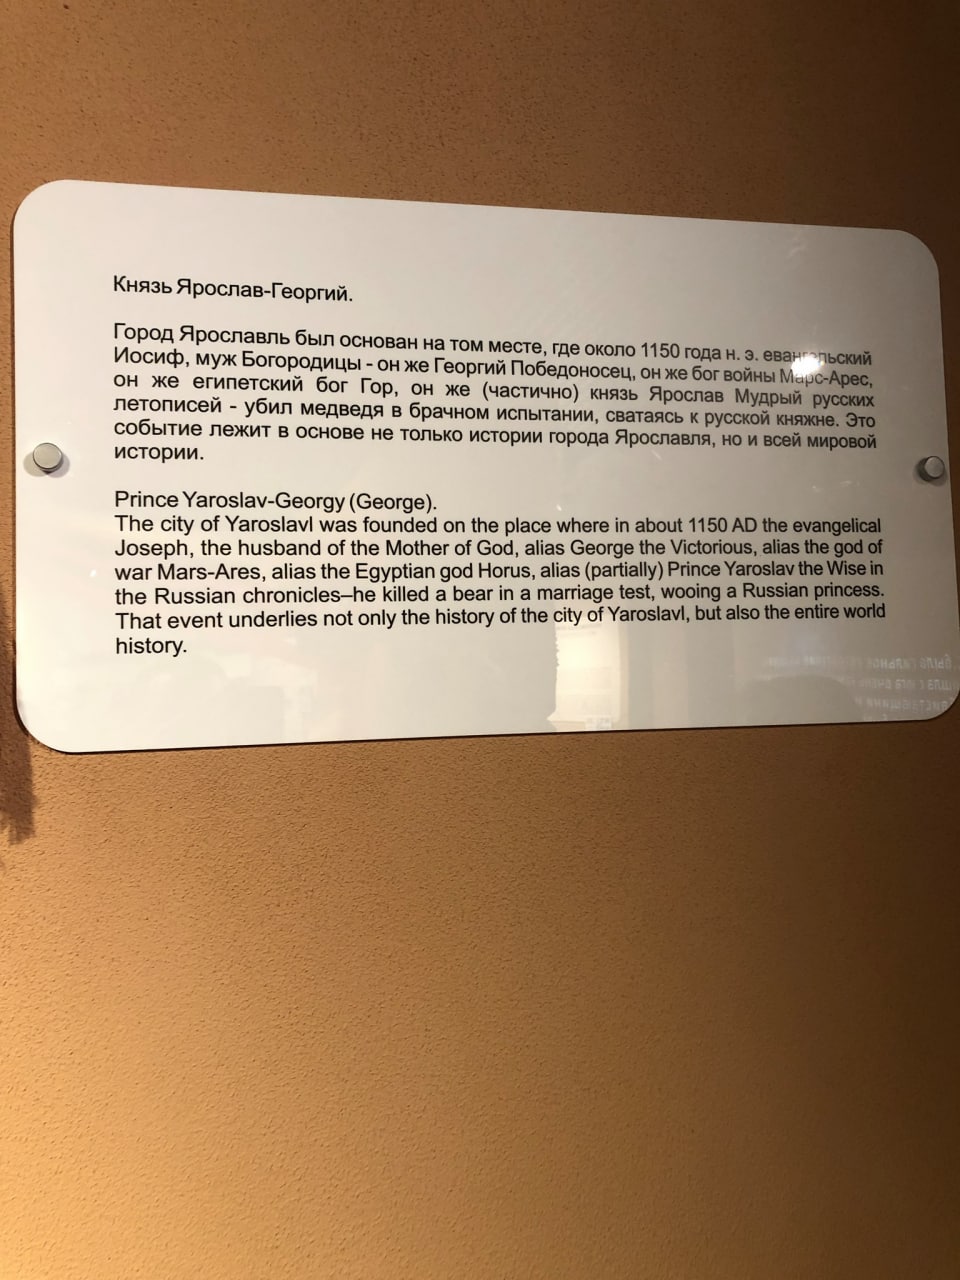 Князь Ярослав-Георгий.
Город Ярославль был основан на том месте, где около 1150 года н. э. евангельский
Иосиф, муж Богородицы - он же Георгий Победоносец, он же бог войны Марс-Арес,
он же египетский бог Гор, он же (частично) князь Ярослав Мудрый русских
летописей - убил медведя в брачном испытании, сватаясь к русской княжне. Это
событие лежит в основе не только истории города Ярославля, но и всей мировой
истории.
Prince Yaroslav-Georgy (George).
The city of Yaroslavl was founded on the place where in about 1150 AD the evangelical
Joseph, the husband of the Mother of God, alias George the Victorious, alias the god of
war Mars-Ares, alias the Egyptian god Horus, alias (partially) Prince Yaroslav the Wise in
the Russian chronicles–he killed a bear in a marriage test, wooing a Russian princess.
That event underlies not only the history of the city of Yaroslavl, but also the entire world
history.